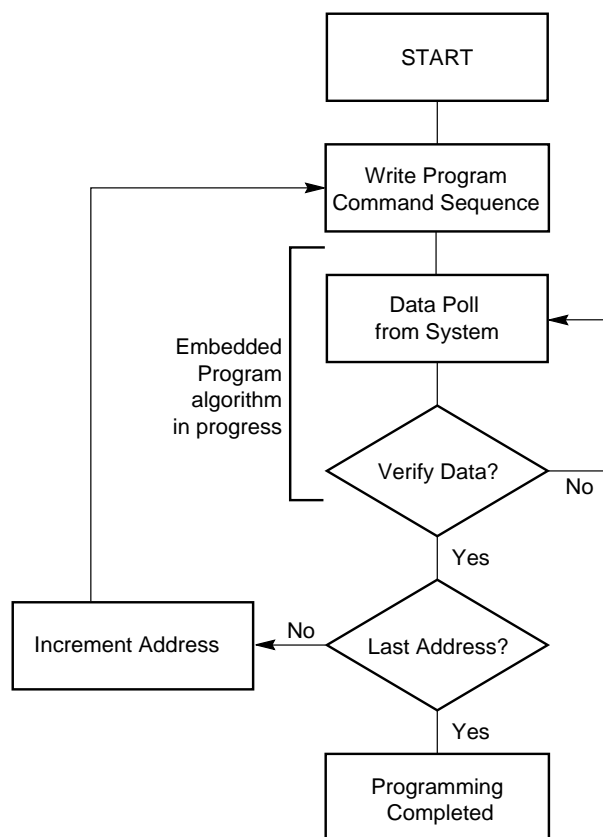 START
Write Program
Command Sequence
Data Poll
from System
Embedded
Program
algorithm
in progress
Verify Data?
No
Yes
Increment Address
No
Last Address?
Yes
Programming
Completed